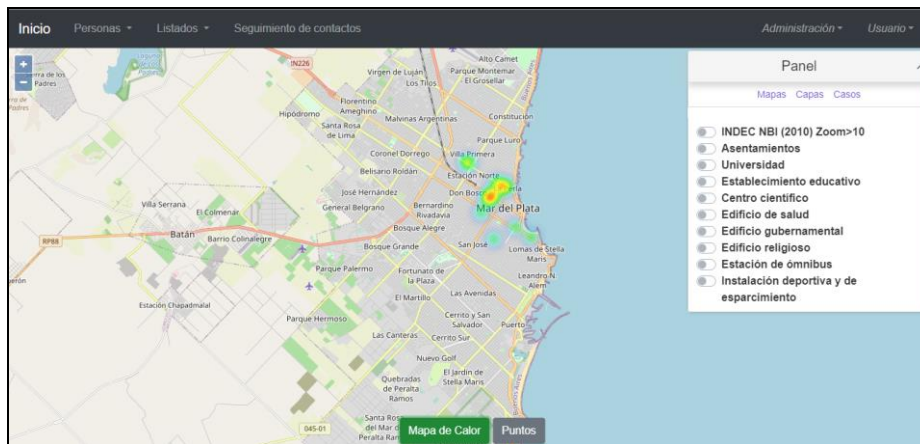 Inicio Personas Listados Seguimiento de contactos Administración Usuario
+
−
Panel
Mapas Capas Casos
INDEC NBI (2010) Zoom>10
Asentamientos
Universidad
Establecimiento educativo
Centro científico
Edificio de salud
Edificio gubernamental
Edificio religioso
Estación de ómnibus
Instalación deportiva y de
esparcimiento
Alto Camet
IN226
Virgen de Luján
Parque Montemar
El Grosellar
Los Tilos
Padres
Florentino
Ameghino
Constitución
Hipódromo
Malvinas Argentinas
Santa Rosa
de Lima
Parque Luro
Coronel Dorrego
Villa Primera
Belisario Roldán
Estación Norte
José Hernández
Don Bosco
Villa Serrana
General Belgrano
Bernardino
Rivadavia
Mar del Plata
El Colmenar
Batán
Barrio Colinalegre
Bosque Alegre
RP88
Bosque Grande
San José
Lomas de Stella
Maris
Parque Palermo
Fortunato de
la Plaza
Leandro N
Alem
Estación Chapadmalal
El Martillo
Las Avenidas
Parque Hermoso
Cerrito y San
Salvador
Puerto
Las Canteras
Cerrito Sur
Nuevo Golf
Quebradas
de Peralta
Ramos
El Jardin de
Stella Maris
045-01
Mapa de Calor Puntos